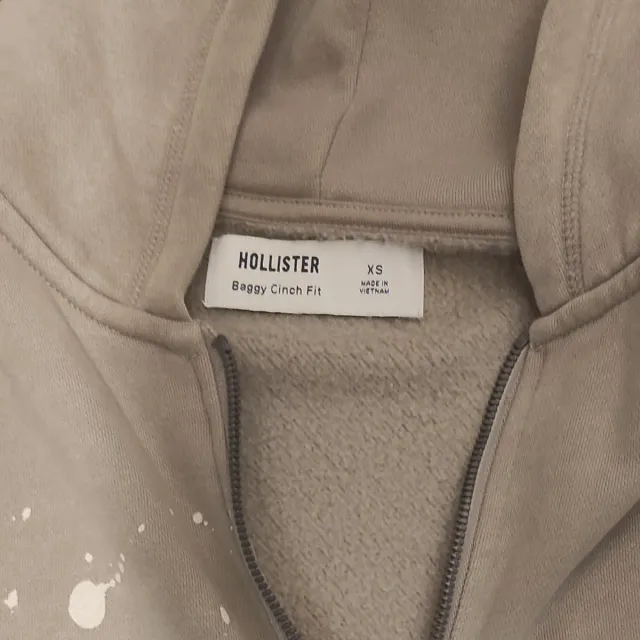 HOLLISTER
Baggy Cinch Fit
XS
MADE IN
VIETNAM